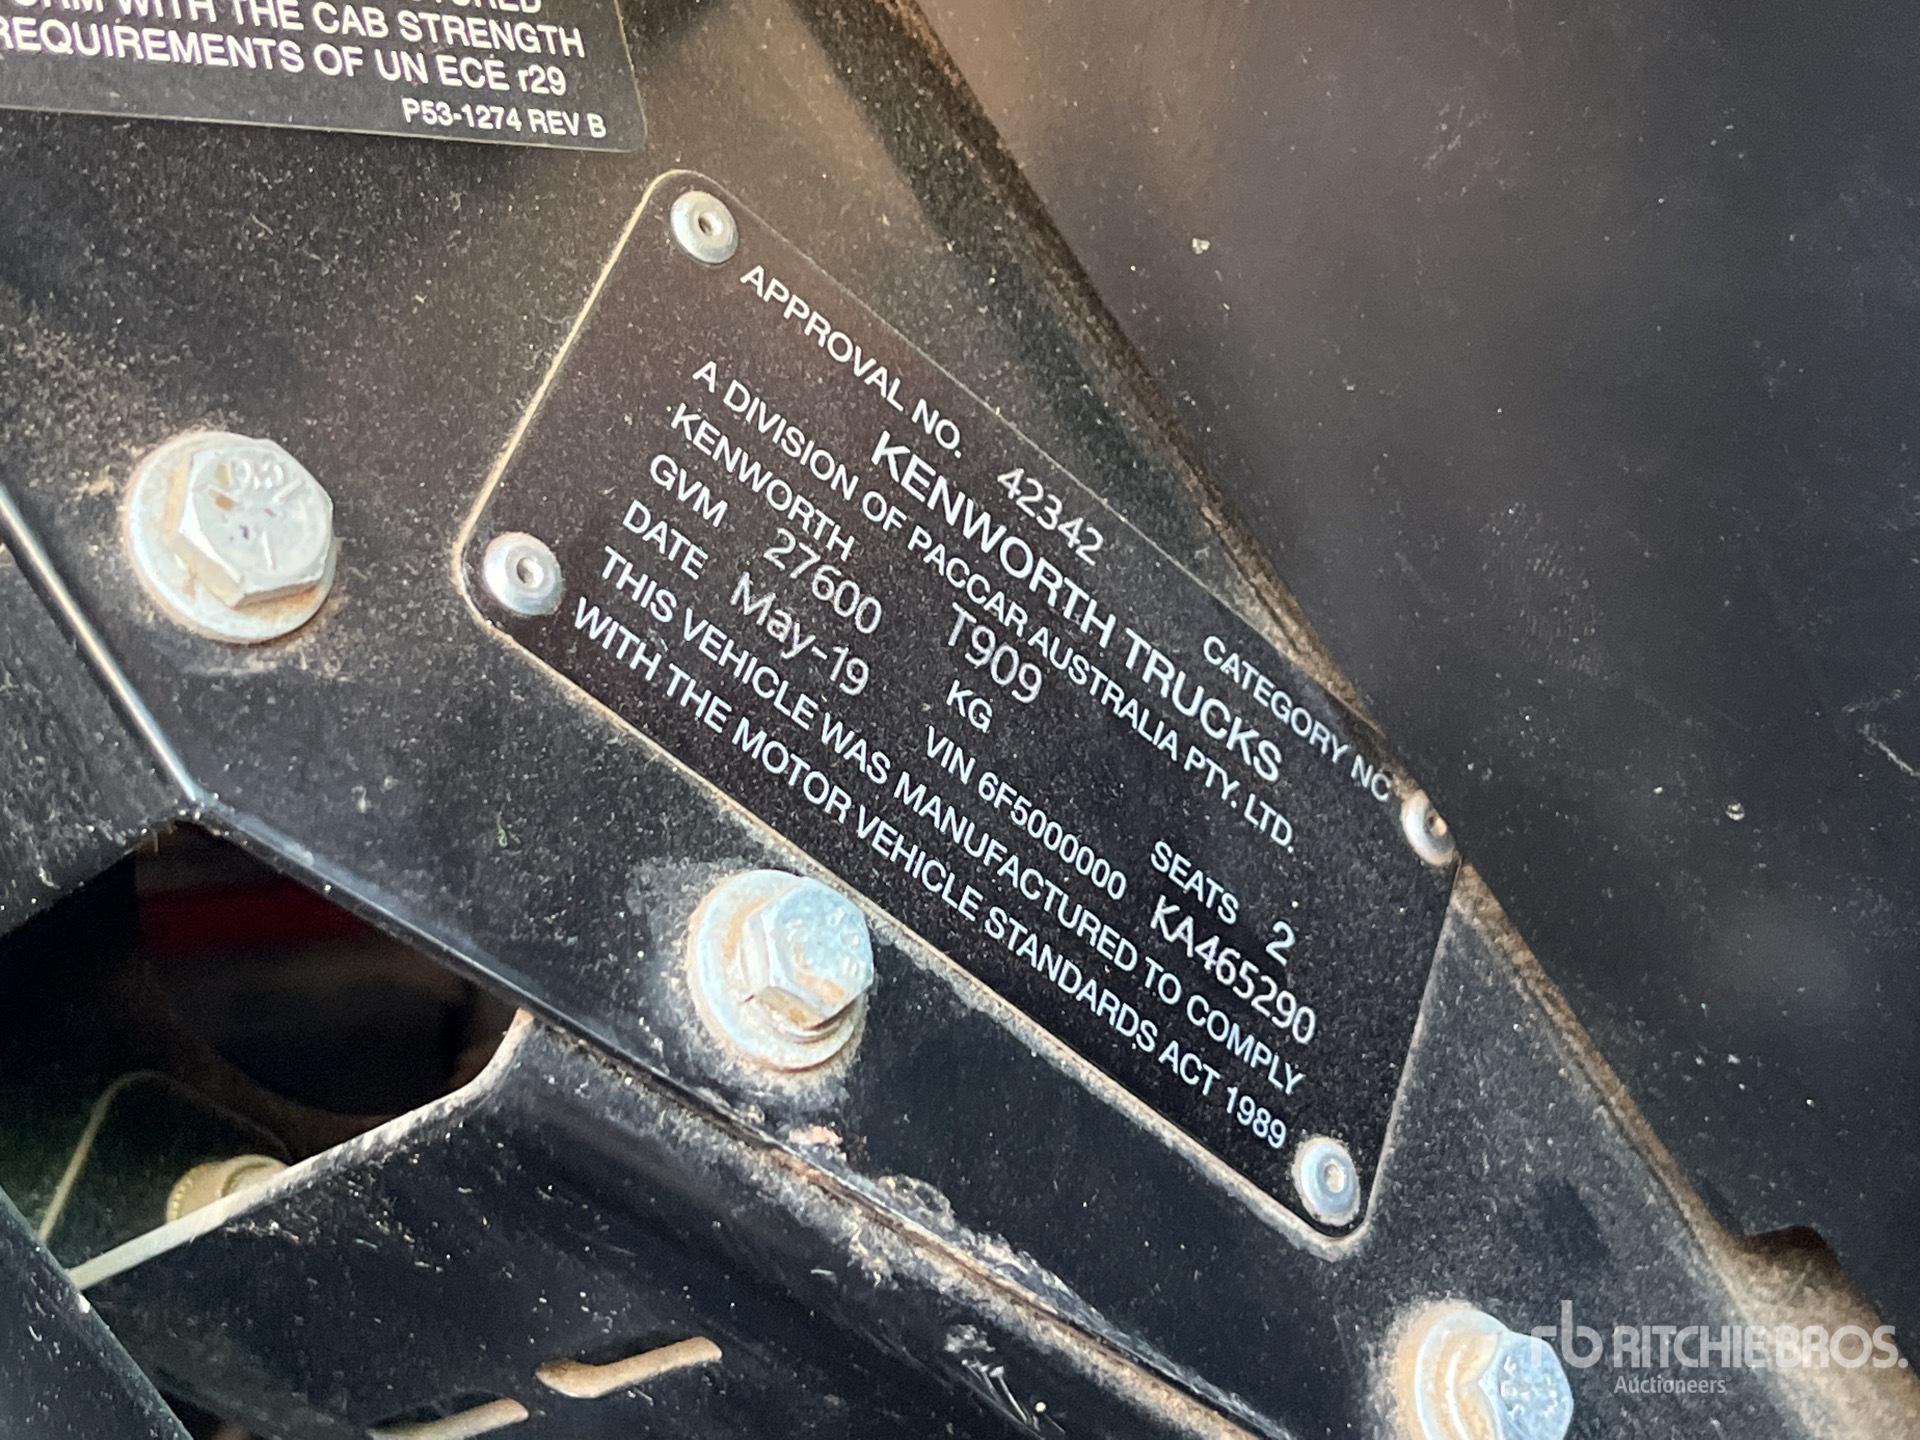 ORM WITH THE CAB STRENGTH
REQUIREMENTS OF UN ECE r29
P53-1274 REV B
APPROVAL NO. 42342 CATEGORY NC
KENWORTH TRUCKS
A DIVISION OF PACCAR AUSTRALIA PTY. LTD.
KENWORTH T909 SEATS 2
GVM 27600 KG
DATE May-19 VIN 6F5000000 KA465290
THIS VEHICLE WAS MANUFACTURED TO COMPLY
WITH THE MOTOR VEHICLE STANDARDS ACT 1989
rb RITCHIE BROS.
Auctioneers